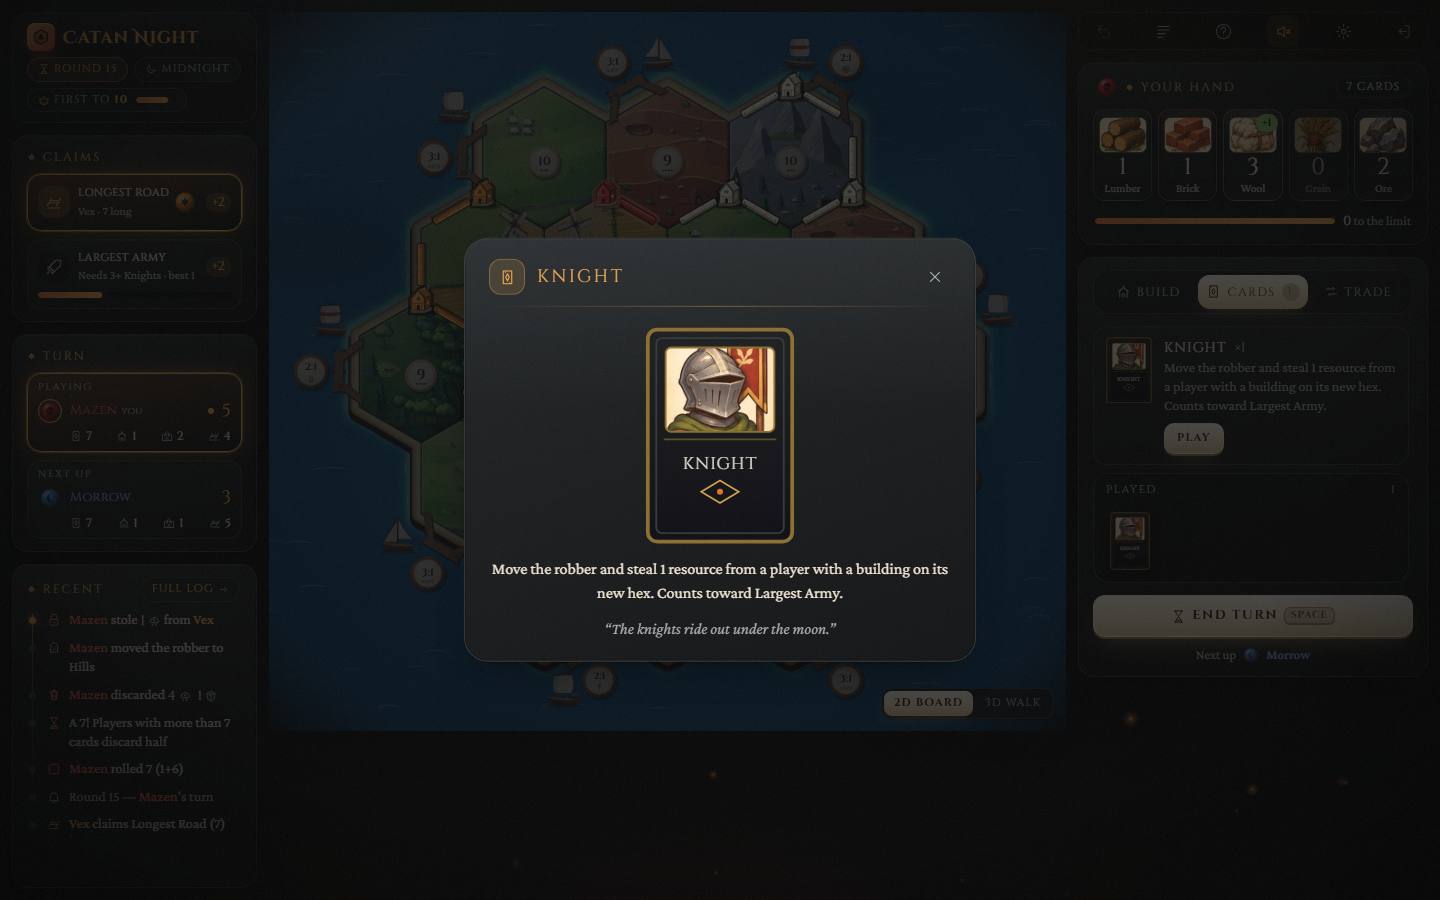 CATAN NIGHT
ROUND 15
MIDNIGHT
FIRST TO 10
CLAIMS
LONGEST ROAD
Vex · 7 long
+2
LARGEST ARMY
Needs 3+ Knights · best 1
+2
TURN
PLAYING
MAZEN YOU
5
7 1 2 4
NEXT UP
MORROW
3
7 1 1 5
RECENT
FULL LOG →
Mazen stole 1 from Vex
Mazen moved the robber to
Hills
Mazen discarded 4 1
A 7! Players with more than 7
cards discard half
Mazen rolled 7 (1+6)
Round 15 — Mazen's turn
Vex claims Longest Road (7)
3:1
2:1
3:1
10
9
10
2:1
9
3:1
2:1
3:1
KNIGHT
KNIGHT
Move the robber and steal 1 resource from a player with a building on its
new hex. Counts toward Largest Army.
“The knights ride out under the moon.”
2D BOARD
3D WALK
YOUR HAND
7 CARDS
+1
1 1 3 0 2
Lumber Brick Wool Grain Ore
0 to the limit
BUILD
CARDS 1
TRADE
KNIGHT
KNIGHT ×1
Move the robber and steal 1 resource from
a player with a building on its new hex.
Counts toward Largest Army.
PLAY
PLAYED
1
KNIGHT
END TURN SPACE
Next up Morrow